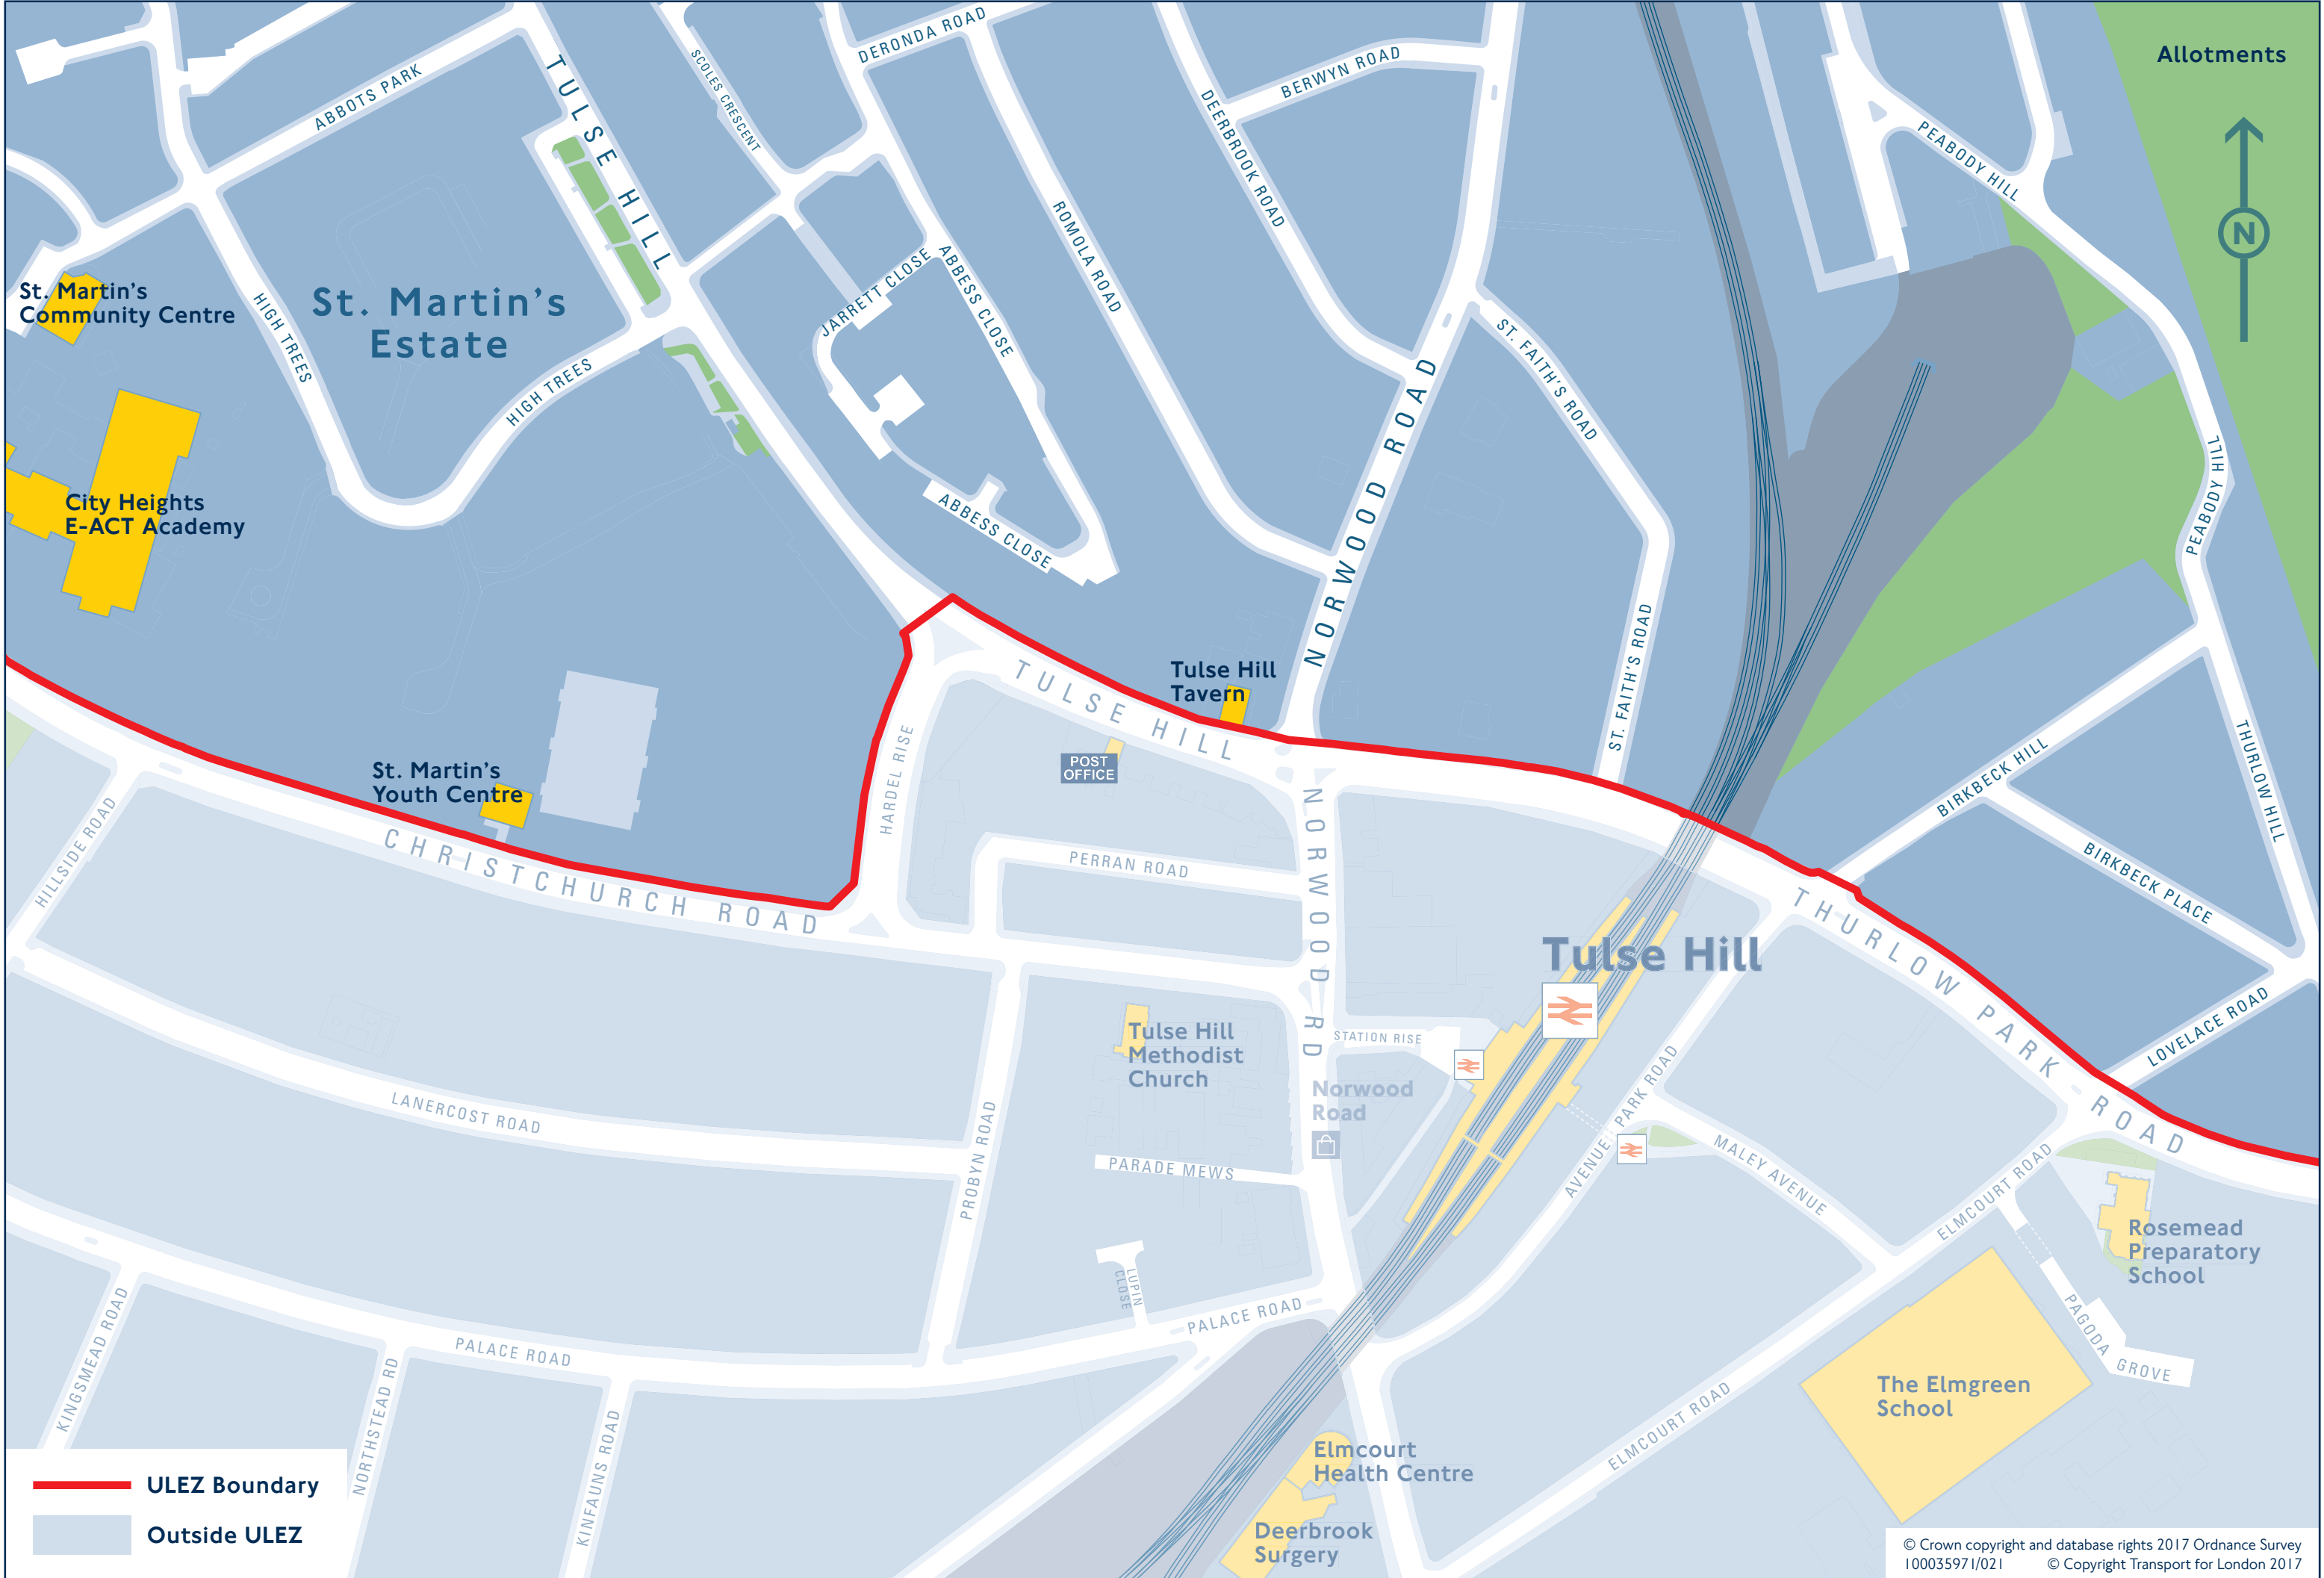 DERONDA ROAD
Allotments
BERWYN ROAD
SCOLES CRESCENT
ABBOTS PARK
TULSE HILL
DEERBROOK ROAD
PEABODY HILL
N
ROMOLA ROAD
St. Martin's
Community Centre
St. Martin's
Estate
HIGH TREES
JARRETT CLOSE
ABBESS CLOSE
ST. FAITH'S ROAD
HIGH TREES
NORWOOD ROAD
PEABODY HILL
City Heights
E-ACT Academy
ABBESS CLOSE
ST. FAITH'S ROAD
Tulse Hill
Tavern
TULSE HILL
POST
OFFICE
HARDEL RISE
THURLOW HILL
BIRKBECK HILL
St. Martin's
Youth Centre
HILLSIDE ROAD
CHRISTCHURCH ROAD
PERRAN ROAD
NORWOOD RD
BIRKBECK PLACE
THURLOW PARK ROAD
Tulse Hill
LOVELACE ROAD
STATION RISE
Tulse Hill
Methodist
Church
Norwood
Road
AVENUE PARK ROAD
LANERCOST ROAD
PROBYN ROAD
PARADE MEWS
MALEY AVENUE
ELMCOURT ROAD
Rosemead
Preparatory
School
LUPIN
CLOSE
PALACE ROAD
PALACE ROAD
KINGSMEAD ROAD
NORTHSTEAD RD
KINFAUNS ROAD
PAGODA GROVE
The Elmgreen
School
ELMCOURT ROAD
Elmcourt
Health Centre
Deerbrook
Surgery
ULEZ Boundary
Outside ULEZ
© Crown copyright and database rights 2017 Ordnance Survey
100035971/021 © Copyright Transport for London 2017